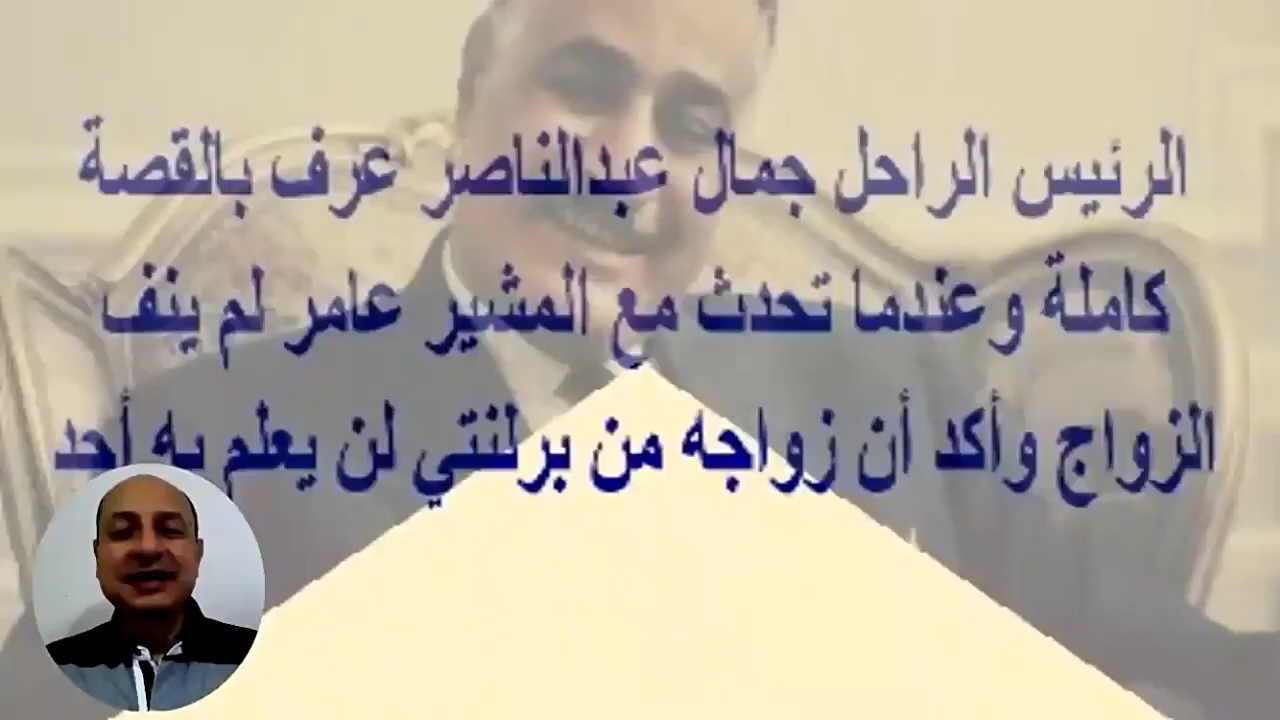 الرئيس الراحل جمال عبدالناصر عرف بالقصة
كاملة وعندما تحدث مع المشير عامر لم ينف
الزواج وأكد أن زواجه من برلنتي لن يعلم به أحد